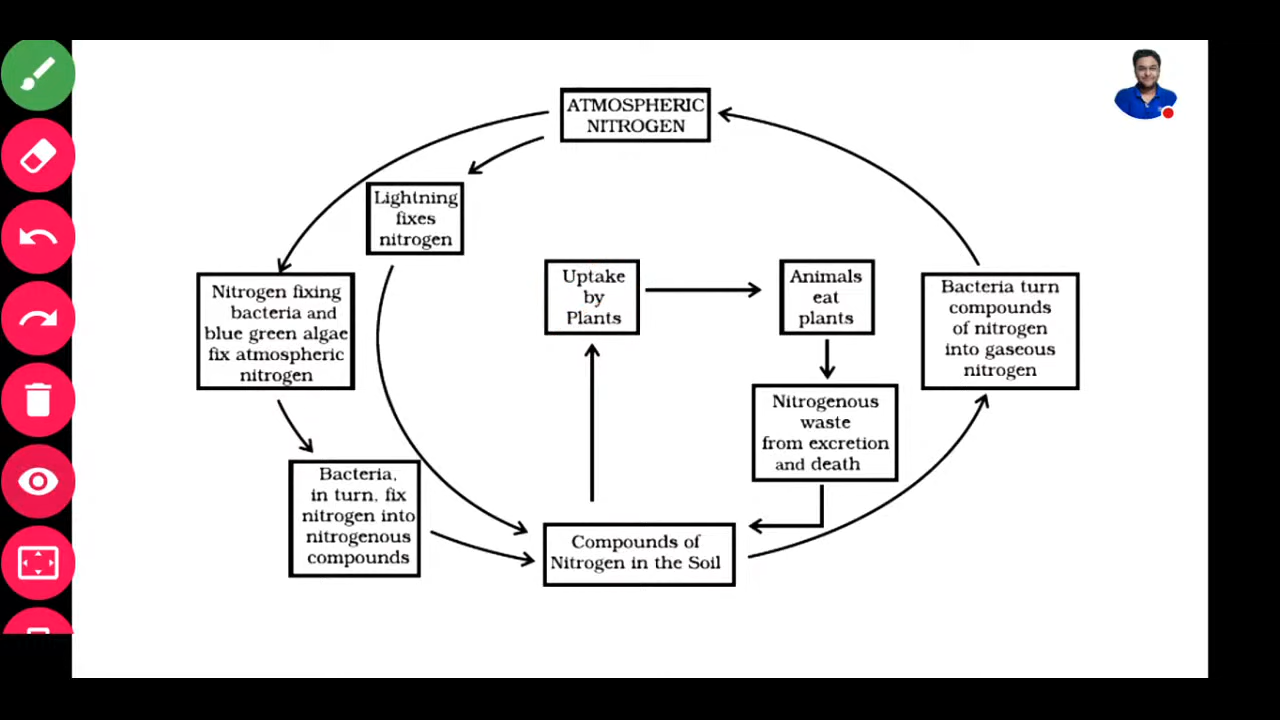 ATMOSPHERIC
NITROGEN
Lightning
fixes
nitrogen
Nitrogen fixing
bacteria and
blue green algae
fix atmospheric
nitrogen
Uptake
by
Plants
Animals
eat
plants
Bacteria turn
compounds
of nitrogen
into gaseous
nitrogen
Nitrogenous
waste
from excretion
and death
Bacteria,
in turn, fix
nitrogen into
nitrogenous
compounds
Compounds of
Nitrogen in the Soil